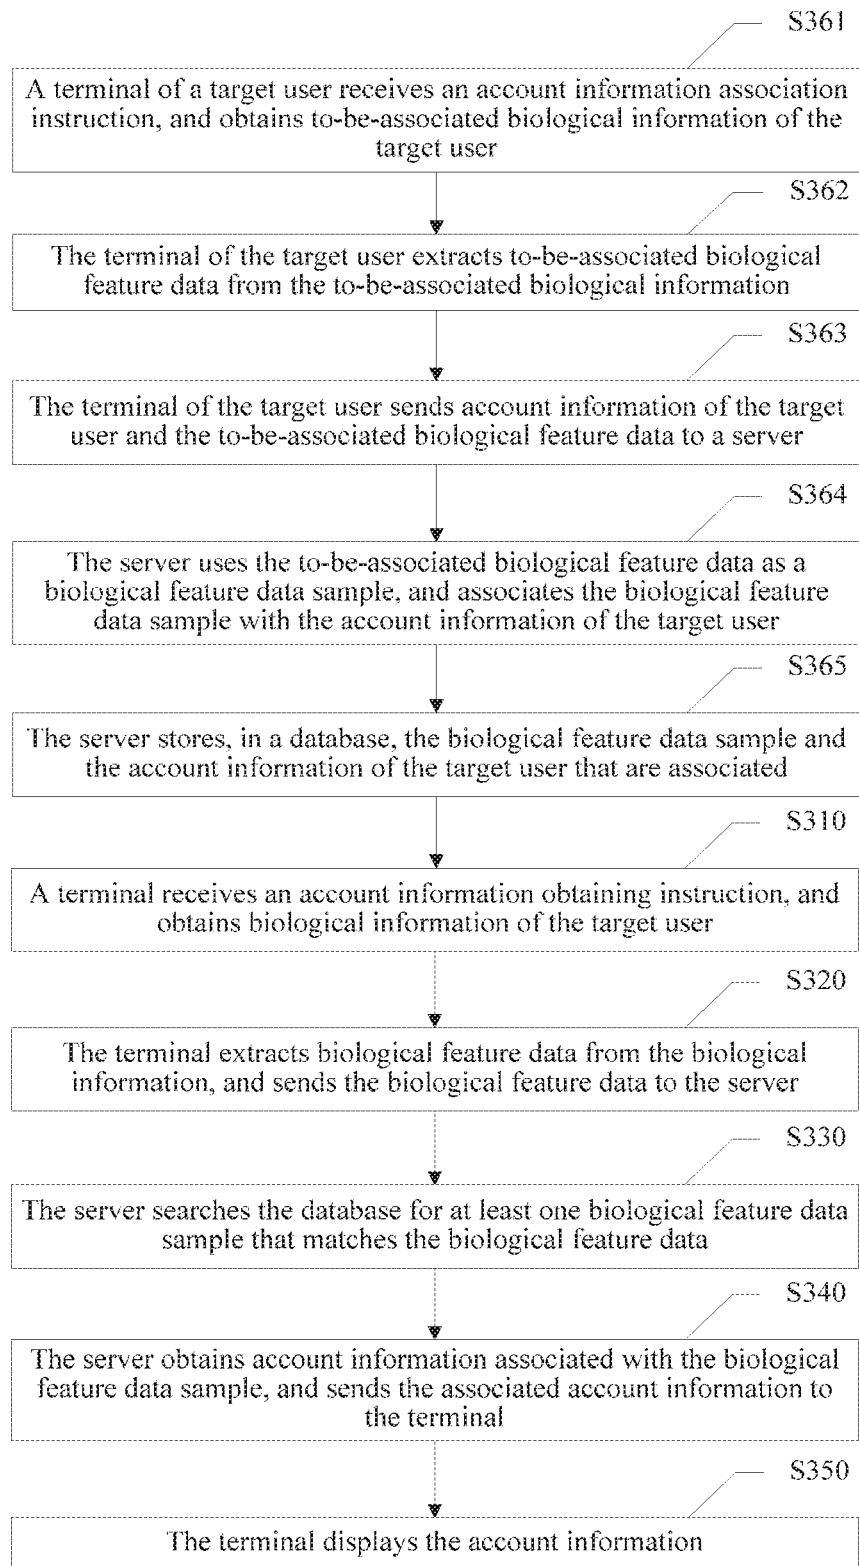 S361
A terminal of a target user receives an account information association
instruction, and obtains to-be-associated biological information of the
target user
S362
The terminal of the target user extracts to-be-associated biological
feature data from the to-be-associated biological information
S363
The terminal of the target user sends account information of the target
user and the to-be-associated biological feature data to a server
S364
The server uses the to-be-associated biological feature data as a
biological feature data sample, and associates the biological feature
data sample with the account information of the target user
S365
The server stores, in a database, the biological feature data sample and
the account information of the target user that are associated
S310
A terminal receives an account information obtaining instruction, and
obtains biological information of the target user
S320
The terminal extracts biological feature data from the biological
information, and sends the biological feature data to the server
S330
The server searches the database for at least one biological feature data
sample that matches the biological feature data
S340
The server obtains account information associated with the biological
feature data sample, and sends the associated account information to
the terminal
S350
The terminal displays the account information